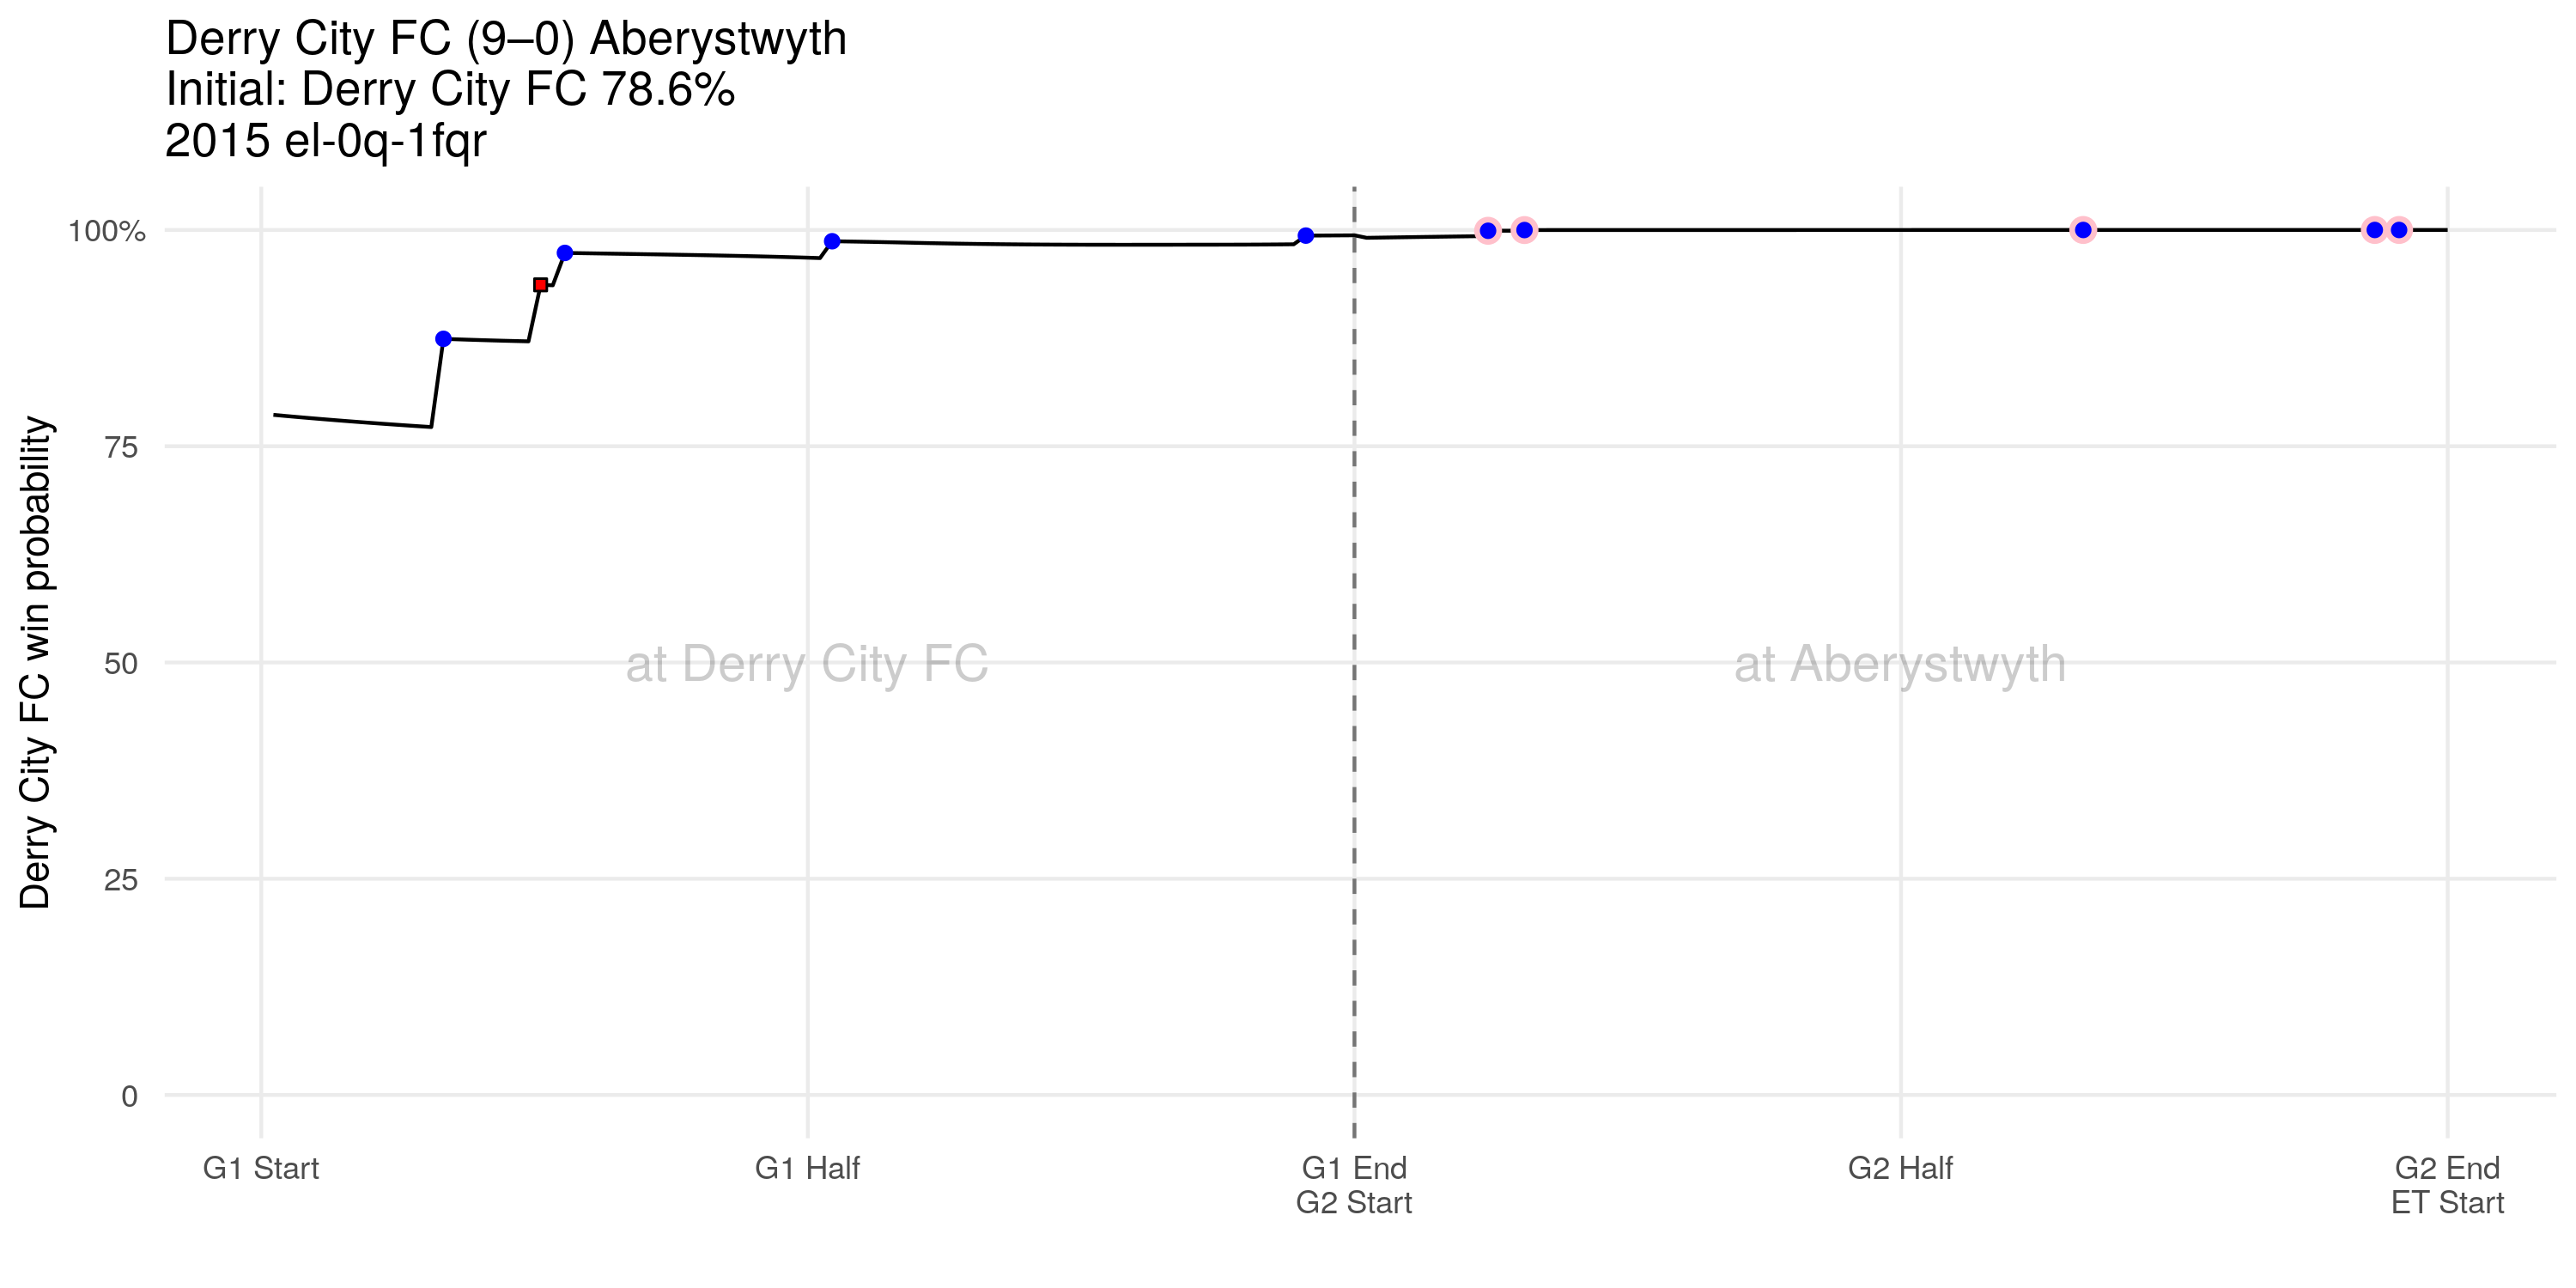 Derry City FC (9–0) Aberystwyth
Initial: Derry City FC 78.6%
2015 el-0q-1fqr
Derry City FC win probability
100%
75
50
25
0
at Derry City FC
at Aberystwyth
G1 Start
G1 Half
G1 End
G2 Start
G2 Half
G2 End
ET Start